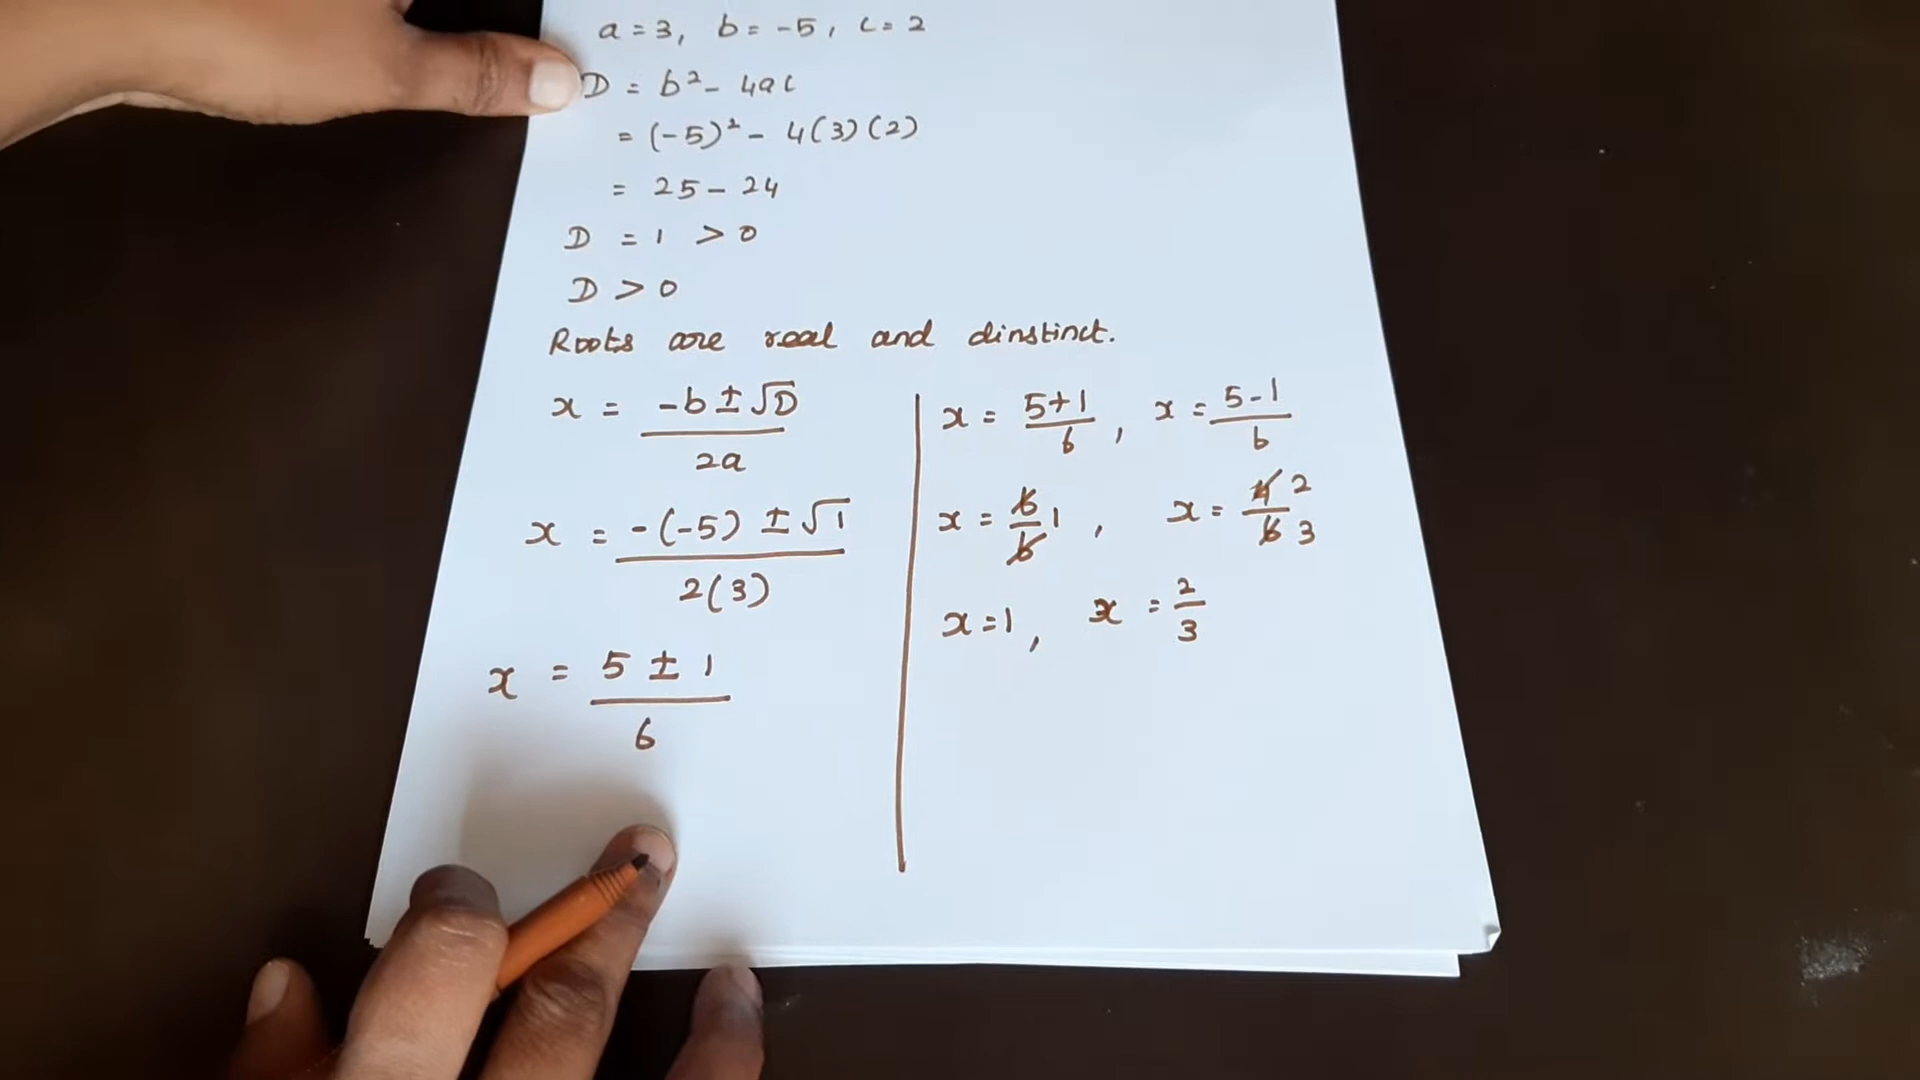 a = 3, b = -5, c = 2
D = b² - 4ac
= (-5)² - 4(3)(2)
= 25 - 24
D = 1 > 0
D > 0
Roots are real and dinstinct.
x = -b ± √D / 2a
x = -(-5) ± √1 / 2(3)
x = 5 ± 1 / 6
x = 5+1 / 6 , x = 5-1 / 6
x = 6/6 1 , x = 4/6 2 3
x = 1 , x = 2/3